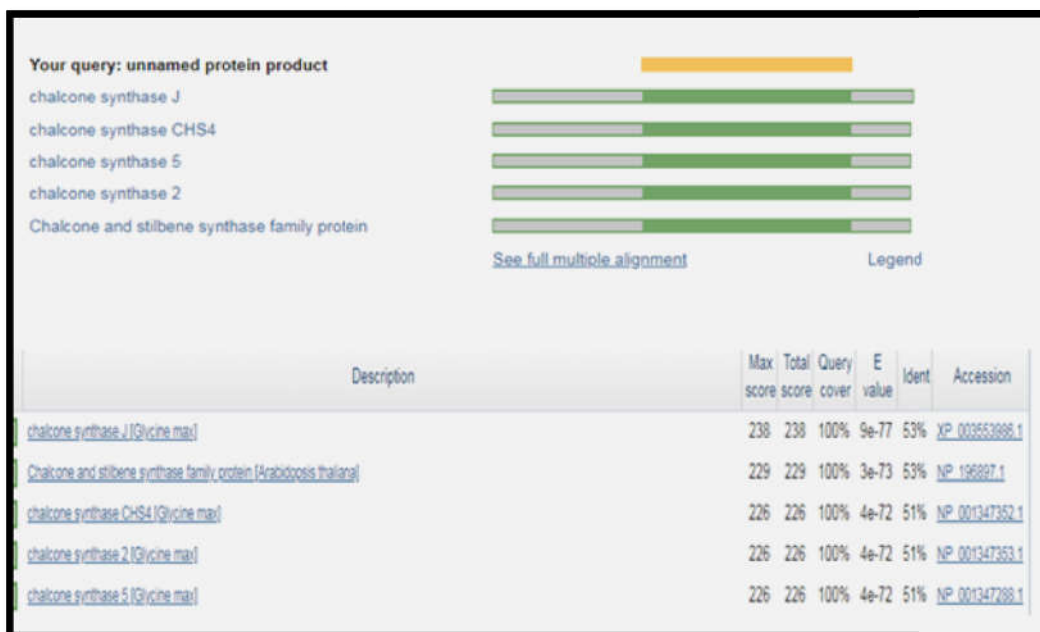 Your query: unnamed protein product
chalcone synthase J
chalcone synthase CHS4
chalcone synthase 5
chalcone synthase 2
Chalcone and stilbene synthase family protein
See full multiple alignment Legend
Description Max score Total score Query cover E value Ident Accession
chalcone synthase J [Glycine max] 238 238 100% 9e-77 53% XP_003553986.1
Chalcone and stilbene synthase family protein [Arabidopsis thaliana] 229 229 100% 3e-73 53% NP_196897.1
chalcone synthase CHS4 [Glycine max] 226 226 100% 4e-72 51% NP_001347352.1
chalcone synthase 2 [Glycine max] 226 226 100% 4e-72 51% NP_001347353.1
chalcone synthase 5 [Glycine max] 226 226 100% 4e-72 51% NP_001347288.1